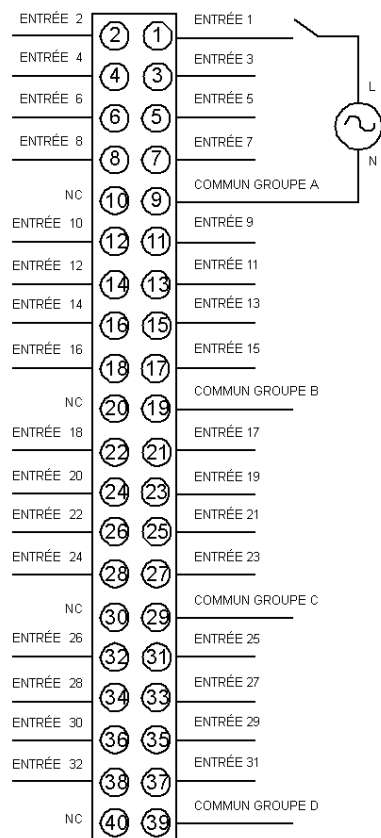 ENTRÉE 2 2 1 ENTRÉE 1
ENTRÉE 4 4 3 ENTRÉE 3
L
ENTRÉE 6 6 5 ENTRÉE 5
ENTRÉE 8 8 7 ENTRÉE 7
N
NC 10 9 COMMUN GROUPE A
ENTRÉE 10 12 11 ENTRÉE 9
ENTRÉE 12 14 13 ENTRÉE 11
ENTRÉE 14 16 15 ENTRÉE 13
ENTRÉE 16 18 17 ENTRÉE 15
NC 20 19 COMMUN GROUPE B
ENTRÉE 18 22 21 ENTRÉE 17
ENTRÉE 20 24 23 ENTRÉE 19
ENTRÉE 22 26 25 ENTRÉE 21
ENTRÉE 24 28 27 ENTRÉE 23
NC 30 29 COMMUN GROUPE C
ENTRÉE 26 32 31 ENTRÉE 25
ENTRÉE 28 34 33 ENTRÉE 27
ENTRÉE 30 36 35 ENTRÉE 29
ENTRÉE 32 38 37 ENTRÉE 31
NC 40 39 COMMUN GROUPE D